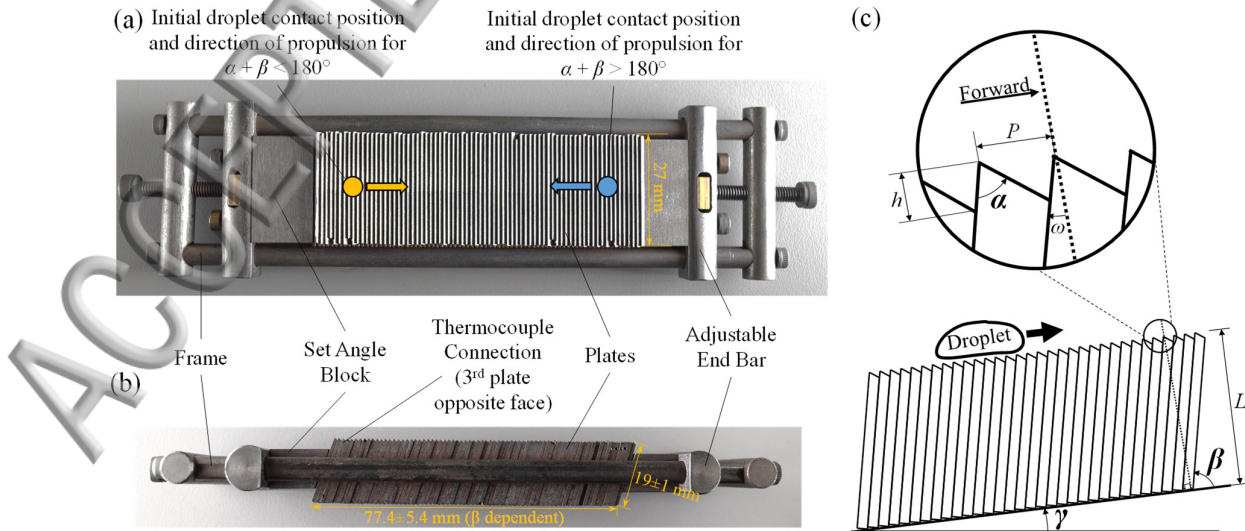 (a)
Initial droplet contact position
and direction of propulsion for
α + β < 180°
Initial droplet contact position
and direction of propulsion for
α + β > 180°
27 mm
Frame
Set Angle
Block
Thermocouple
Connection
(3rd plate
opposite face)
Plates
Adjustable
End Bar
(b)
19±1 mm
77.4±5.4 mm (β dependent)
(c)
Forward
P
h
α
ω
Droplet
L
β
γ
ACCEPTE